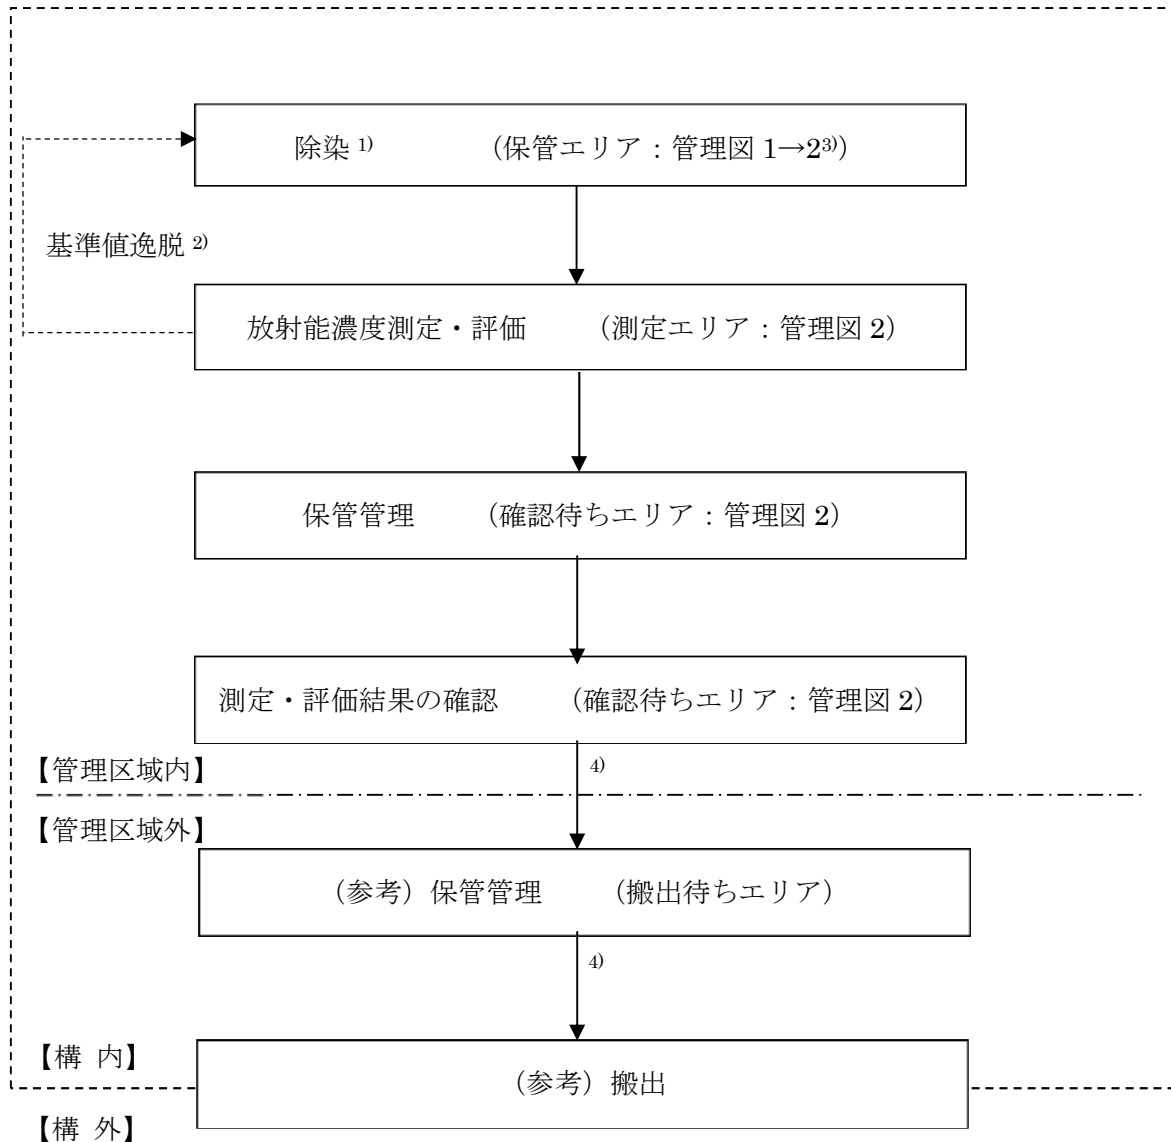 除染 1) （保管エリア：管理図 1→2 3)）
基準値逸脱 2)
放射能濃度測定・評価 （測定エリア：管理図 2）
保管管理 （確認待ちエリア：管理図 2）
測定・評価結果の確認 （確認待ちエリア：管理図 2）
4)
【管理区域内】
【管理区域外】
（参考）保管管理 （搬出待ちエリア）
4)
【構 内】
（参考）搬出
【構 外】